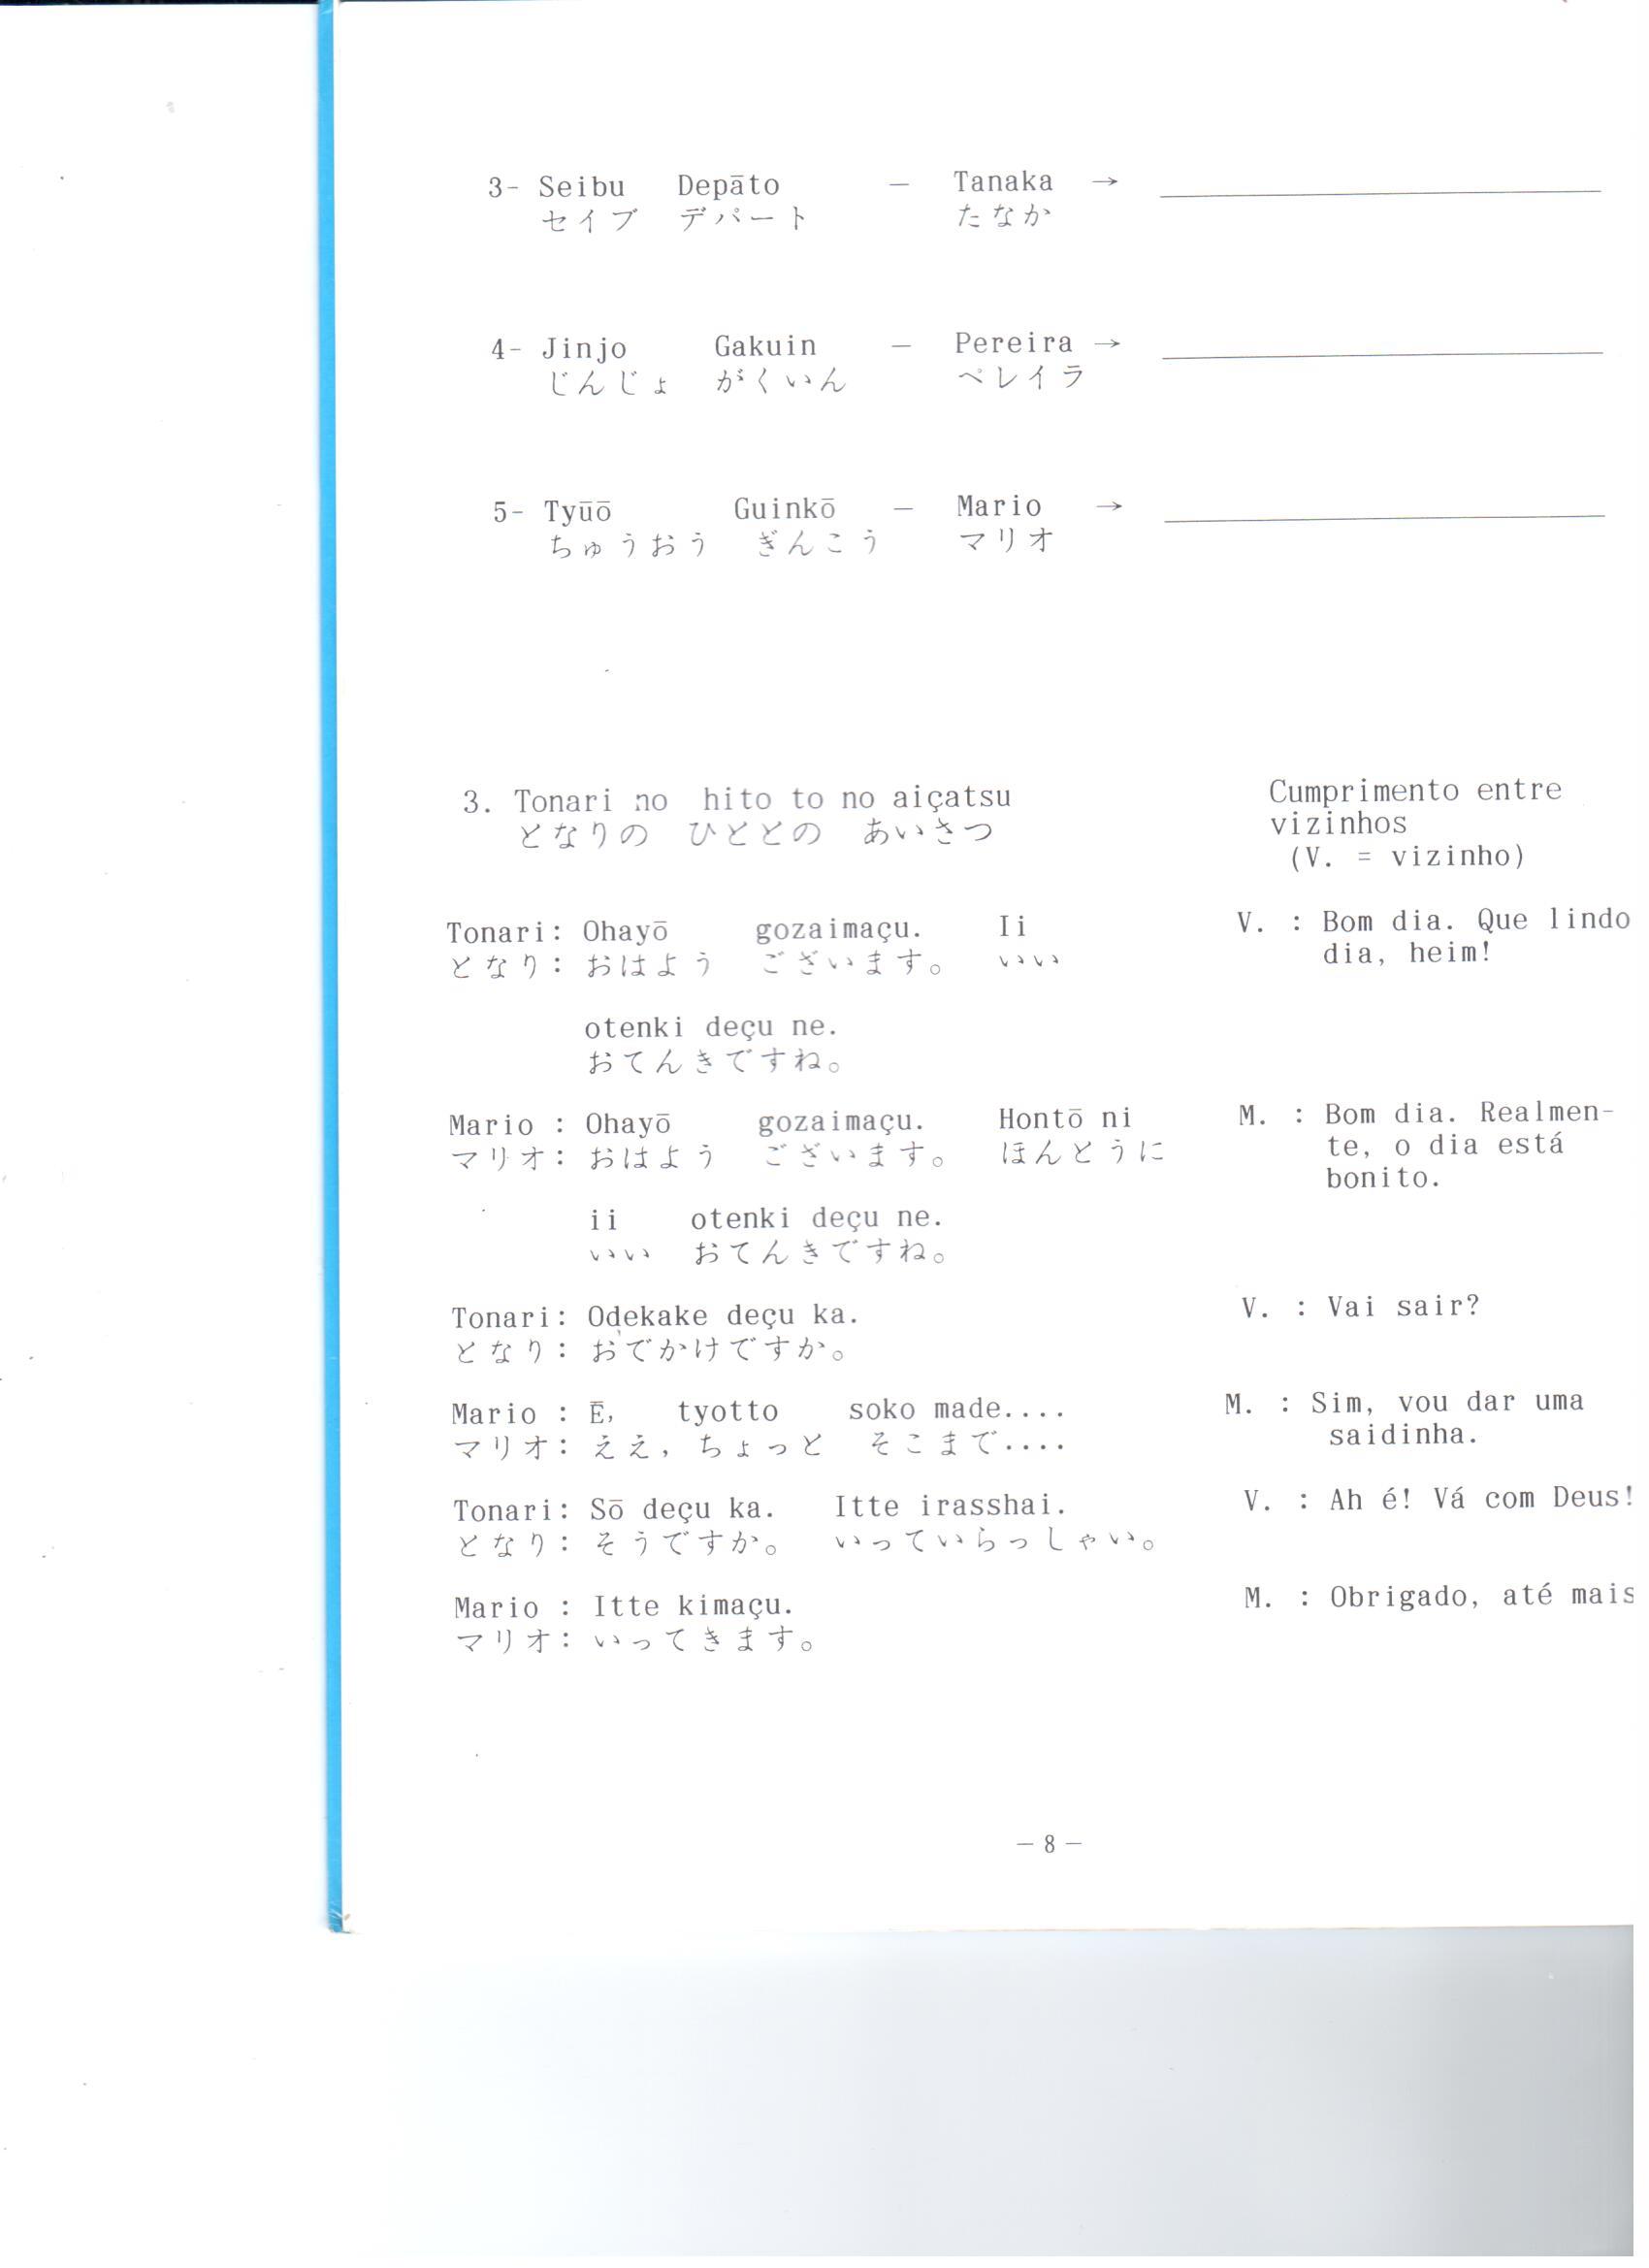 3- Seibu Depāto — Tanaka →
セイブ デパート たなか
4- Jinjo Gakuin — Pereira →
じんじょ がくいん ペレイラ
5- Tyūō Guinkō — Mario →
ちゅうおう ぎんこう マリオ
3. Tonari no hito to no aiçatsu
となりの ひととの あいさつ
Cumprimento entre
vizinhos
(V. = vizinho)
Tonari: Ohayō gozaimaçu. Ii
となり: おはよう ございます。 いい
otenki deçu ne.
おてんきですね。
V. : Bom dia. Que lindo
dia, heim!
Mario : Ohayō gozaimaçu. Hontō ni
マリオ: おはよう ございます。 ほんとうに
ii otenki deçu ne.
いい おてんきですね。
M. : Bom dia. Realmen-
te, o dia está
bonito.
Tonari: Odekake deçu ka.
となり: おでかけですか。
V. : Vai sair?
Mario : Ē, tyotto soko made....
マリオ: ええ, ちょっと そこまで....
M. : Sim, vou dar uma
saidinha.
Tonari: Sō deçu ka. Itte irasshai.
となり: そうですか。 いっていらっしゃい。
V. : Ah é! Vá com Deus!
Mario : Itte kimaçu.
マリオ: いってきます。
M. : Obrigado, até mais
— 8 —